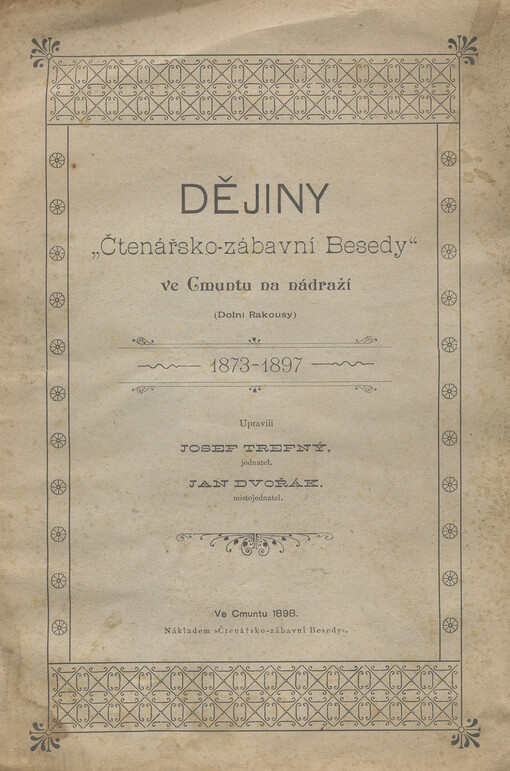 DĚJINY
„Čtenářsko-zábavní Besedy“
ve Cmuntu na nádraží
(Dolní Rakousy)
1873-1897
Upravili
JOSEF TREFNÝ,
jednatel.
JAN DVOŘÁK,
místojednatel.
Ve Cmuntu 1898.
Nákladem »Čtenářsko-zábavní Besedy«.